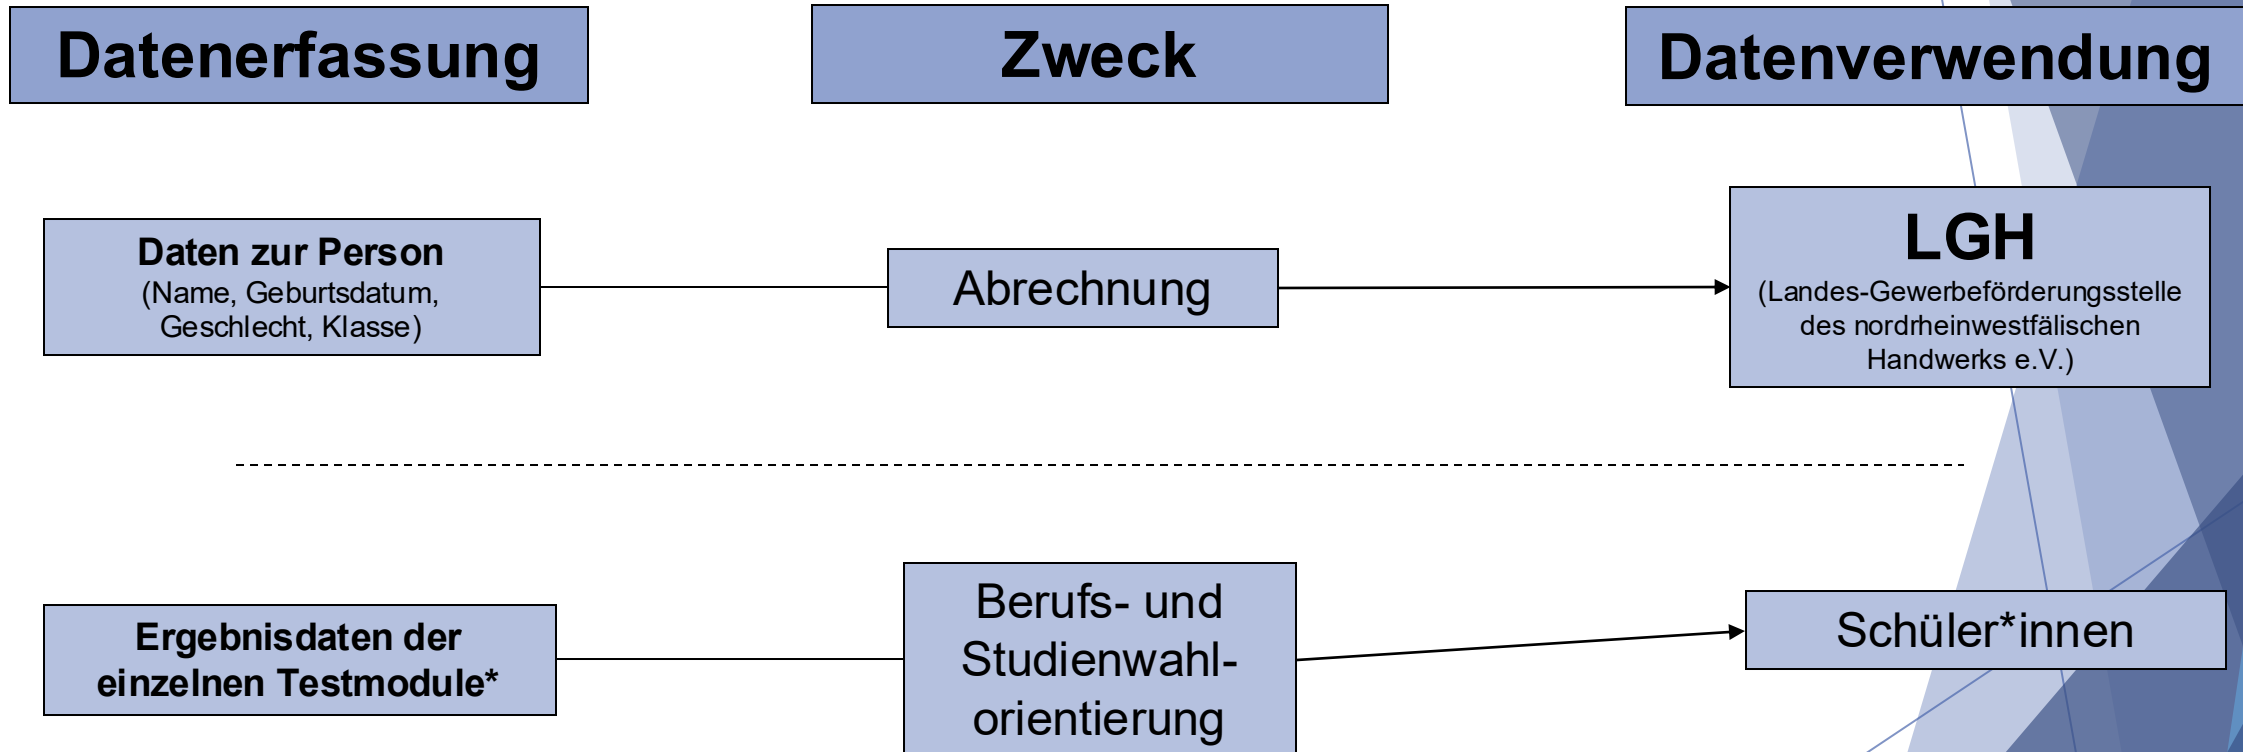 Datenerfassung
Zweck
Datenverwendung
Daten zur Person
(Name, Geburtsdatum,
Geschlecht, Klasse)
Abrechnung
LGH
(Landes-Gewerbeförderungsstelle
des nordrheinwestfälischen
Handwerks e.V.)
Ergebnisdaten der
einzelnen Testmodule*
Berufs- und
Studienwahl-
orientierung
Schüler*innen